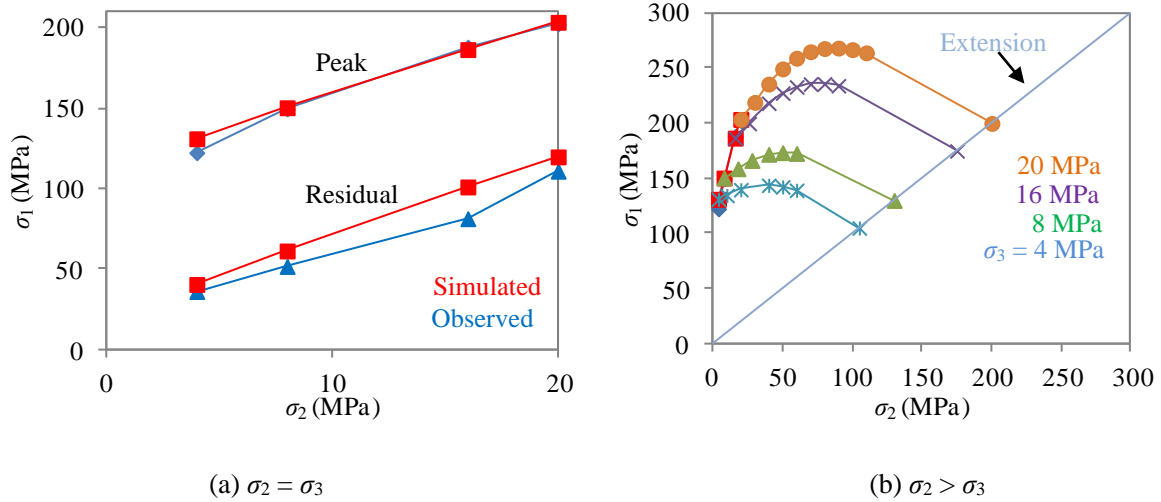 200
150
100
50
0
σ1 (MPa)
Peak
Residual
Simulated
Observed
0
10
20
σ2 (MPa)
(a) σ2 = σ3
300
250
200
150
100
50
0
σ1 (MPa)
Extension
20 MPa
16 MPa
8 MPa
σ3 = 4 MPa
0
50
100
150
200
250
300
σ2 (MPa)
(b) σ2 > σ3